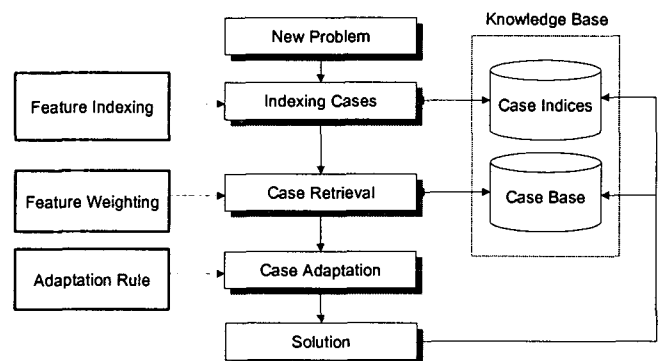 Knowledge Base
New Problem
Feature Indexing
Indexing Cases
Case Indices
Feature Weighting
Case Retrieval
Case Base
Adaptation Rule
Case Adaptation
Solution